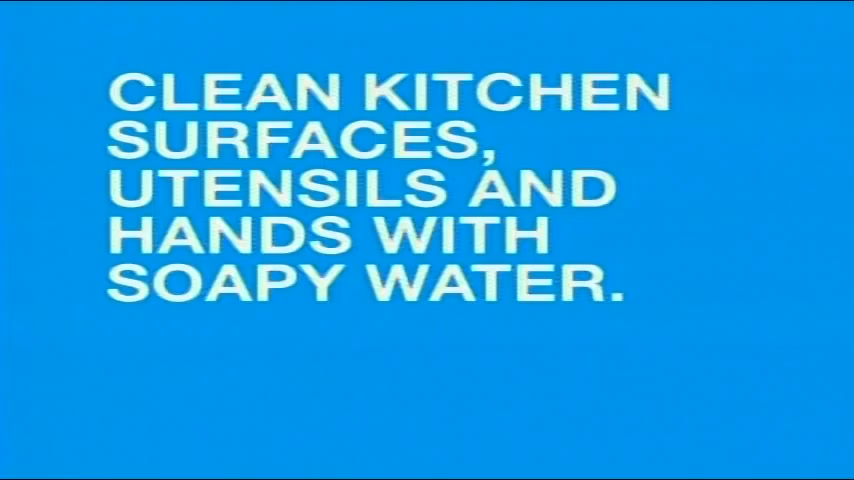 CLEAN KITCHEN
SURFACES,
UTENSILS AND
HANDS WITH
SOAPY WATER.